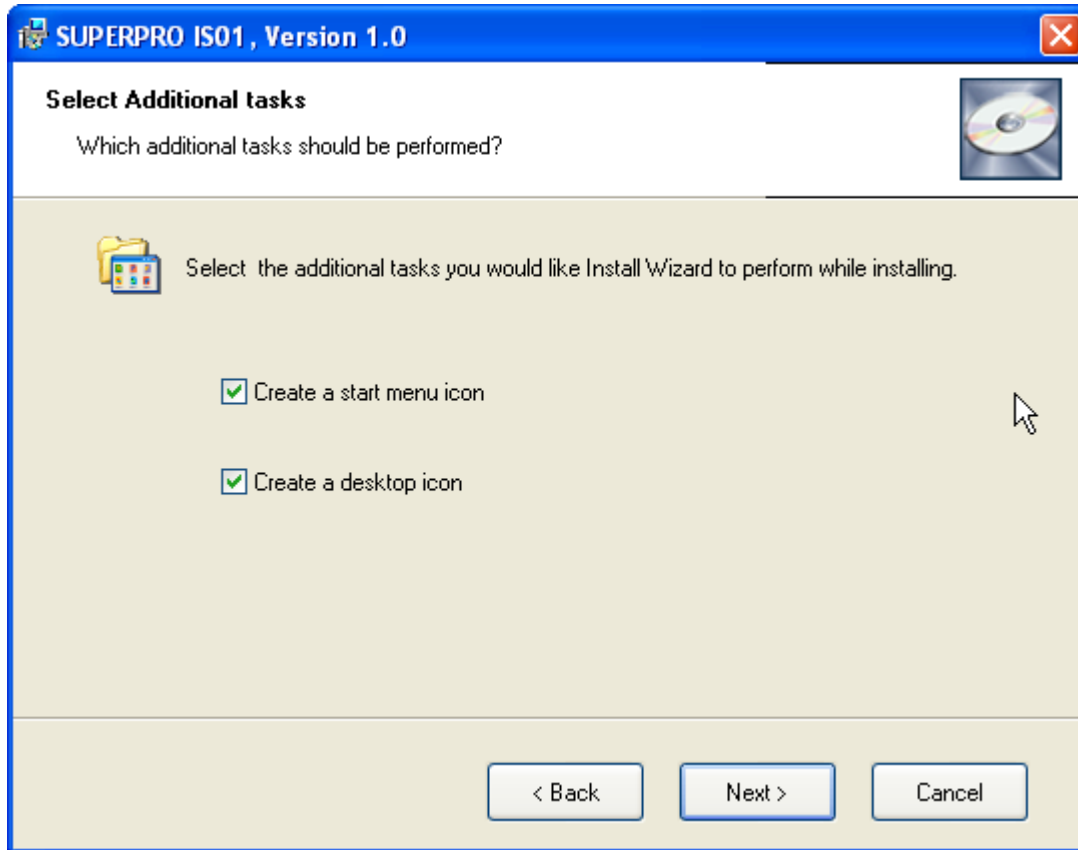 SUPERPRO IS01, Version 1.0
Select Additional tasks
Which additional tasks should be performed?
Select  the additional tasks you would like Install Wizard to perform while installing.
Create a start menu icon
Create a desktop icon
< Back
Next >
Cancel